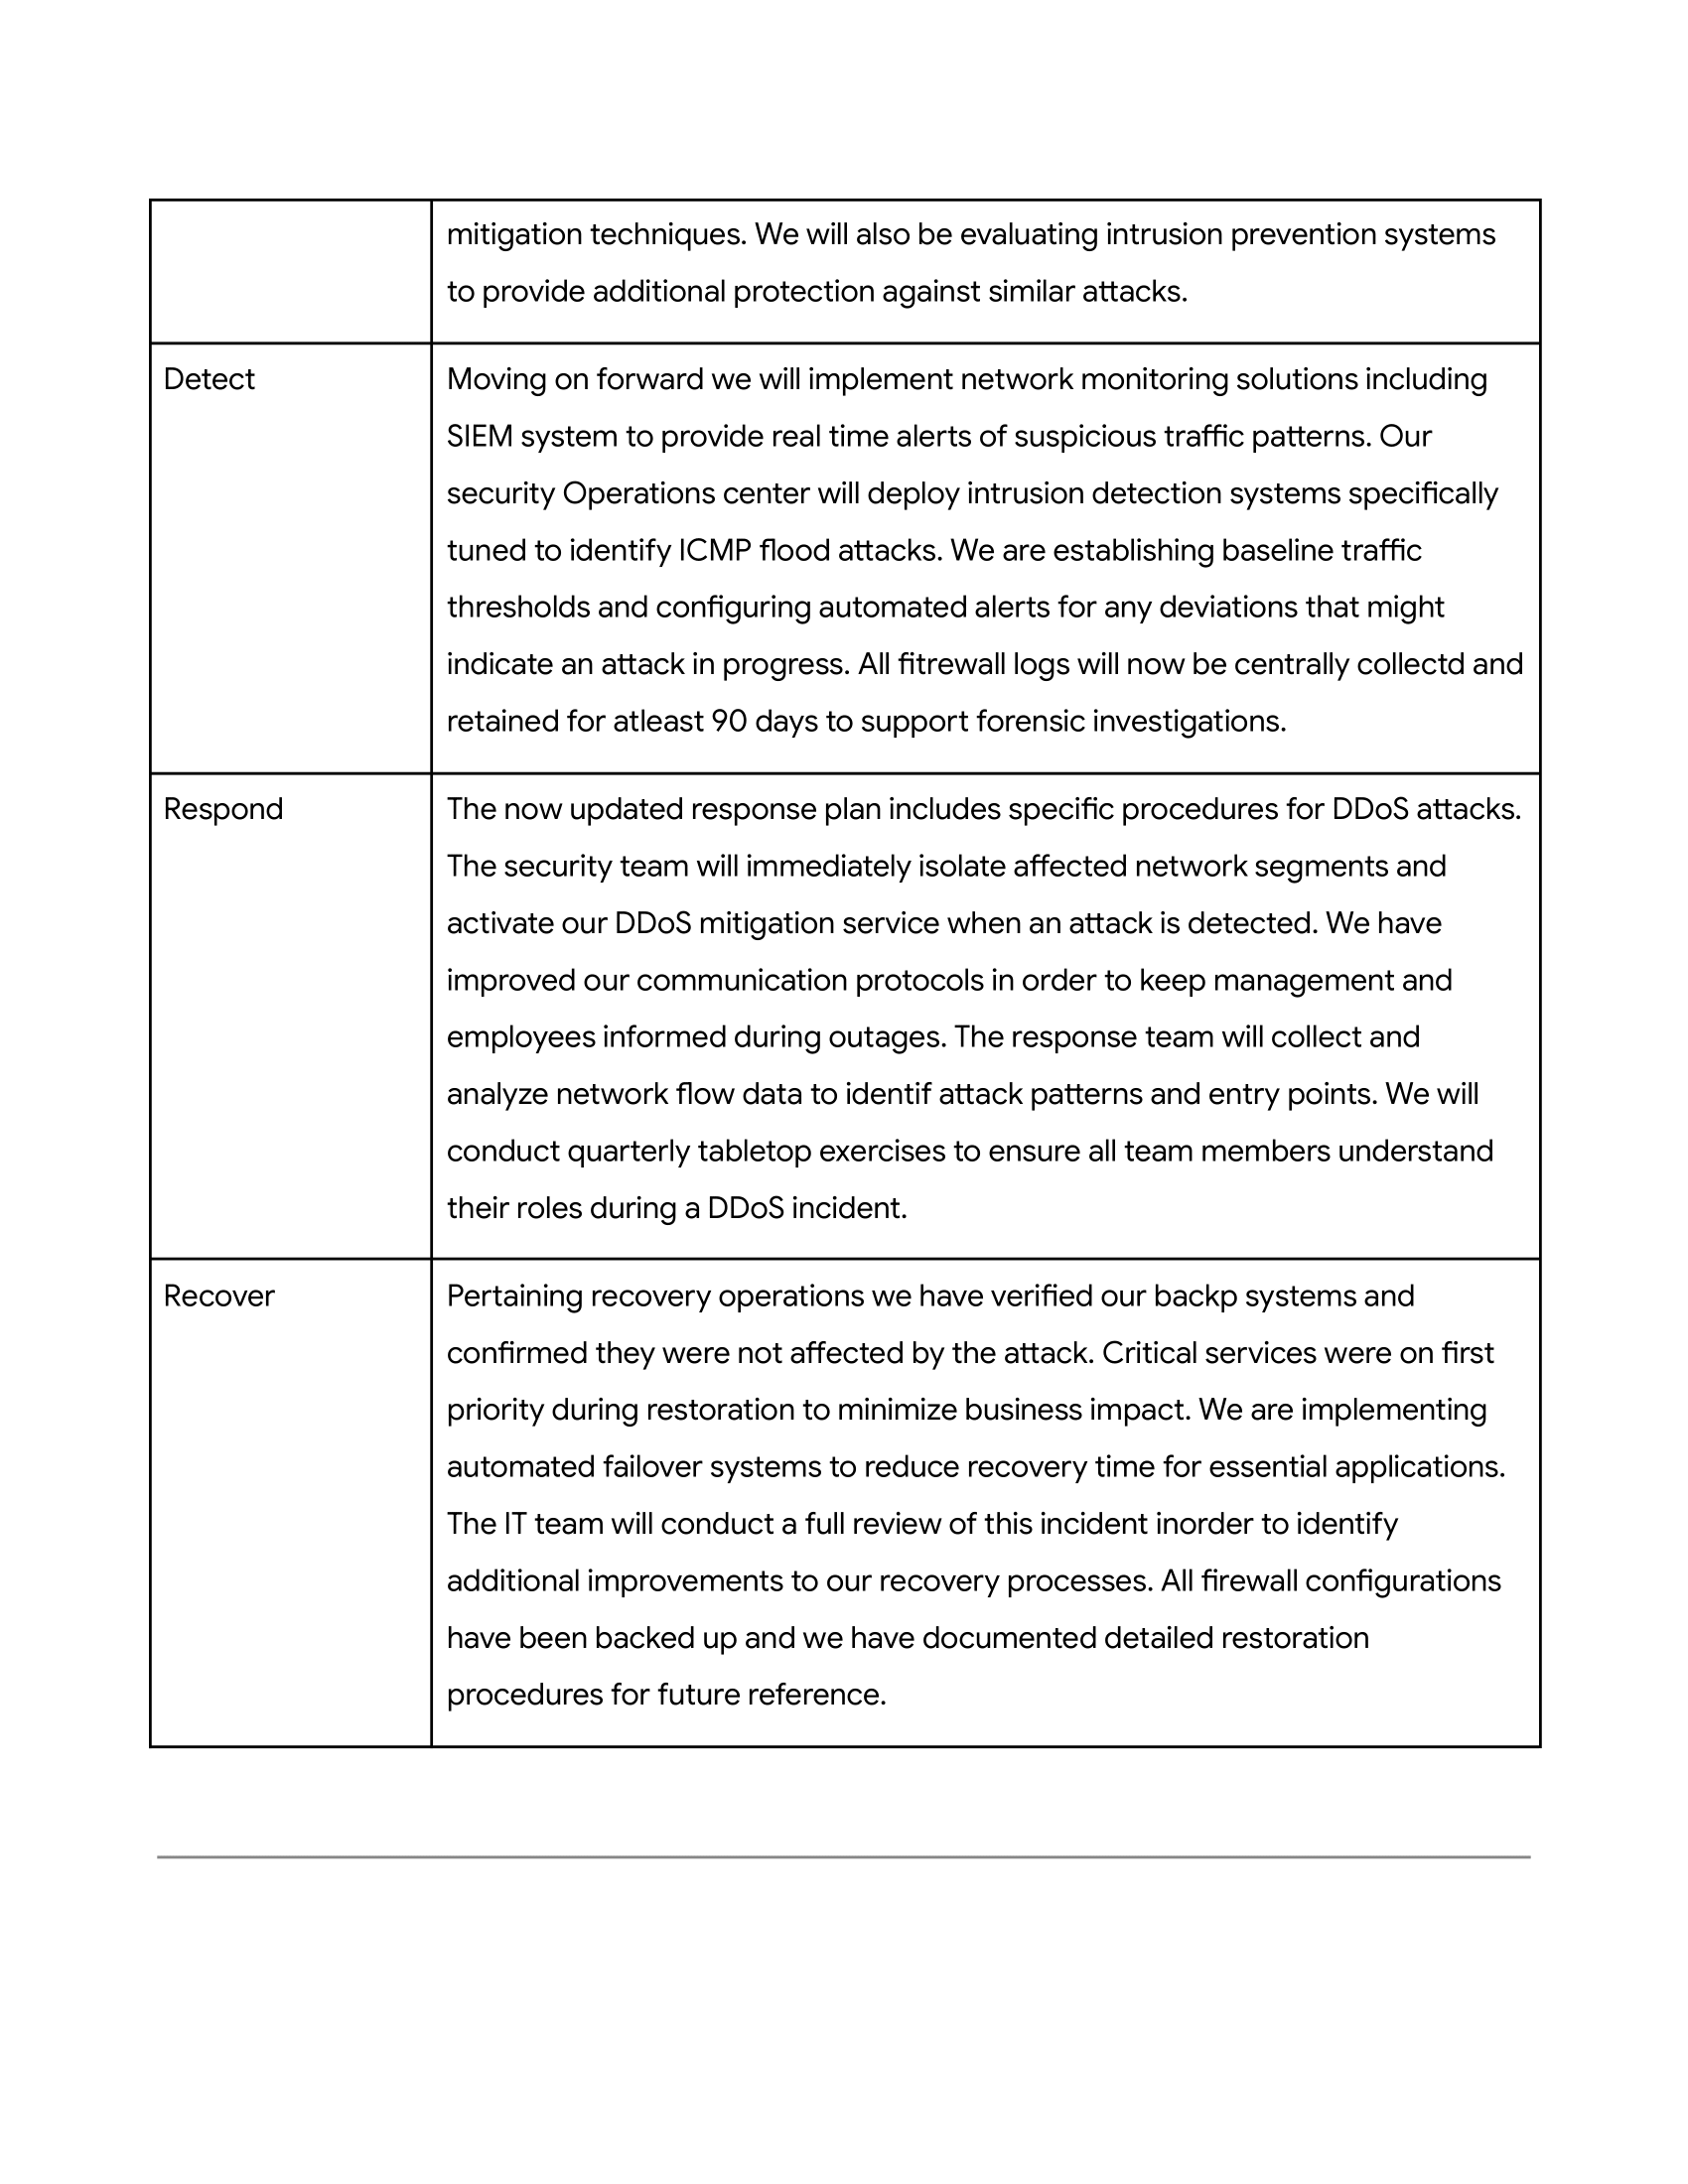 mitigation techniques. We will also be evaluating intrusion prevention systems
to provide additional protection against similar attacks.
Detect
Moving on forward we will implement network monitoring solutions including
SIEM system to provide real time alerts of suspicious traffic patterns. Our
security Operations center will deploy intrusion detection systems specifically
tuned to identify ICMP flood attacks. We are establishing baseline traffic
thresholds and configuring automated alerts for any deviations that might
indicate an attack in progress. All fitrewall logs will now be centrally collectd and
retained for atleast 90 days to support forensic investigations.
Respond
The now updated response plan includes specific procedures for DDoS attacks.
The security team will immediately isolate affected network segments and
activate our DDoS mitigation service when an attack is detected. We have
improved our communication protocols in order to keep management and
employees informed during outages. The response team will collect and
analyze network flow data to identif attack patterns and entry points. We will
conduct quarterly tabletop exercises to ensure all team members understand
their roles during a DDoS incident.
Recover
Pertaining recovery operations we have verified our backp systems and
confirmed they were not affected by the attack. Critical services were on first
priority during restoration to minimize business impact. We are implementing
automated failover systems to reduce recovery time for essential applications.
The IT team will conduct a full review of this incident inorder to identify
additional improvements to our recovery processes. All firewall configurations
have been backed up and we have documented detailed restoration
procedures for future reference.